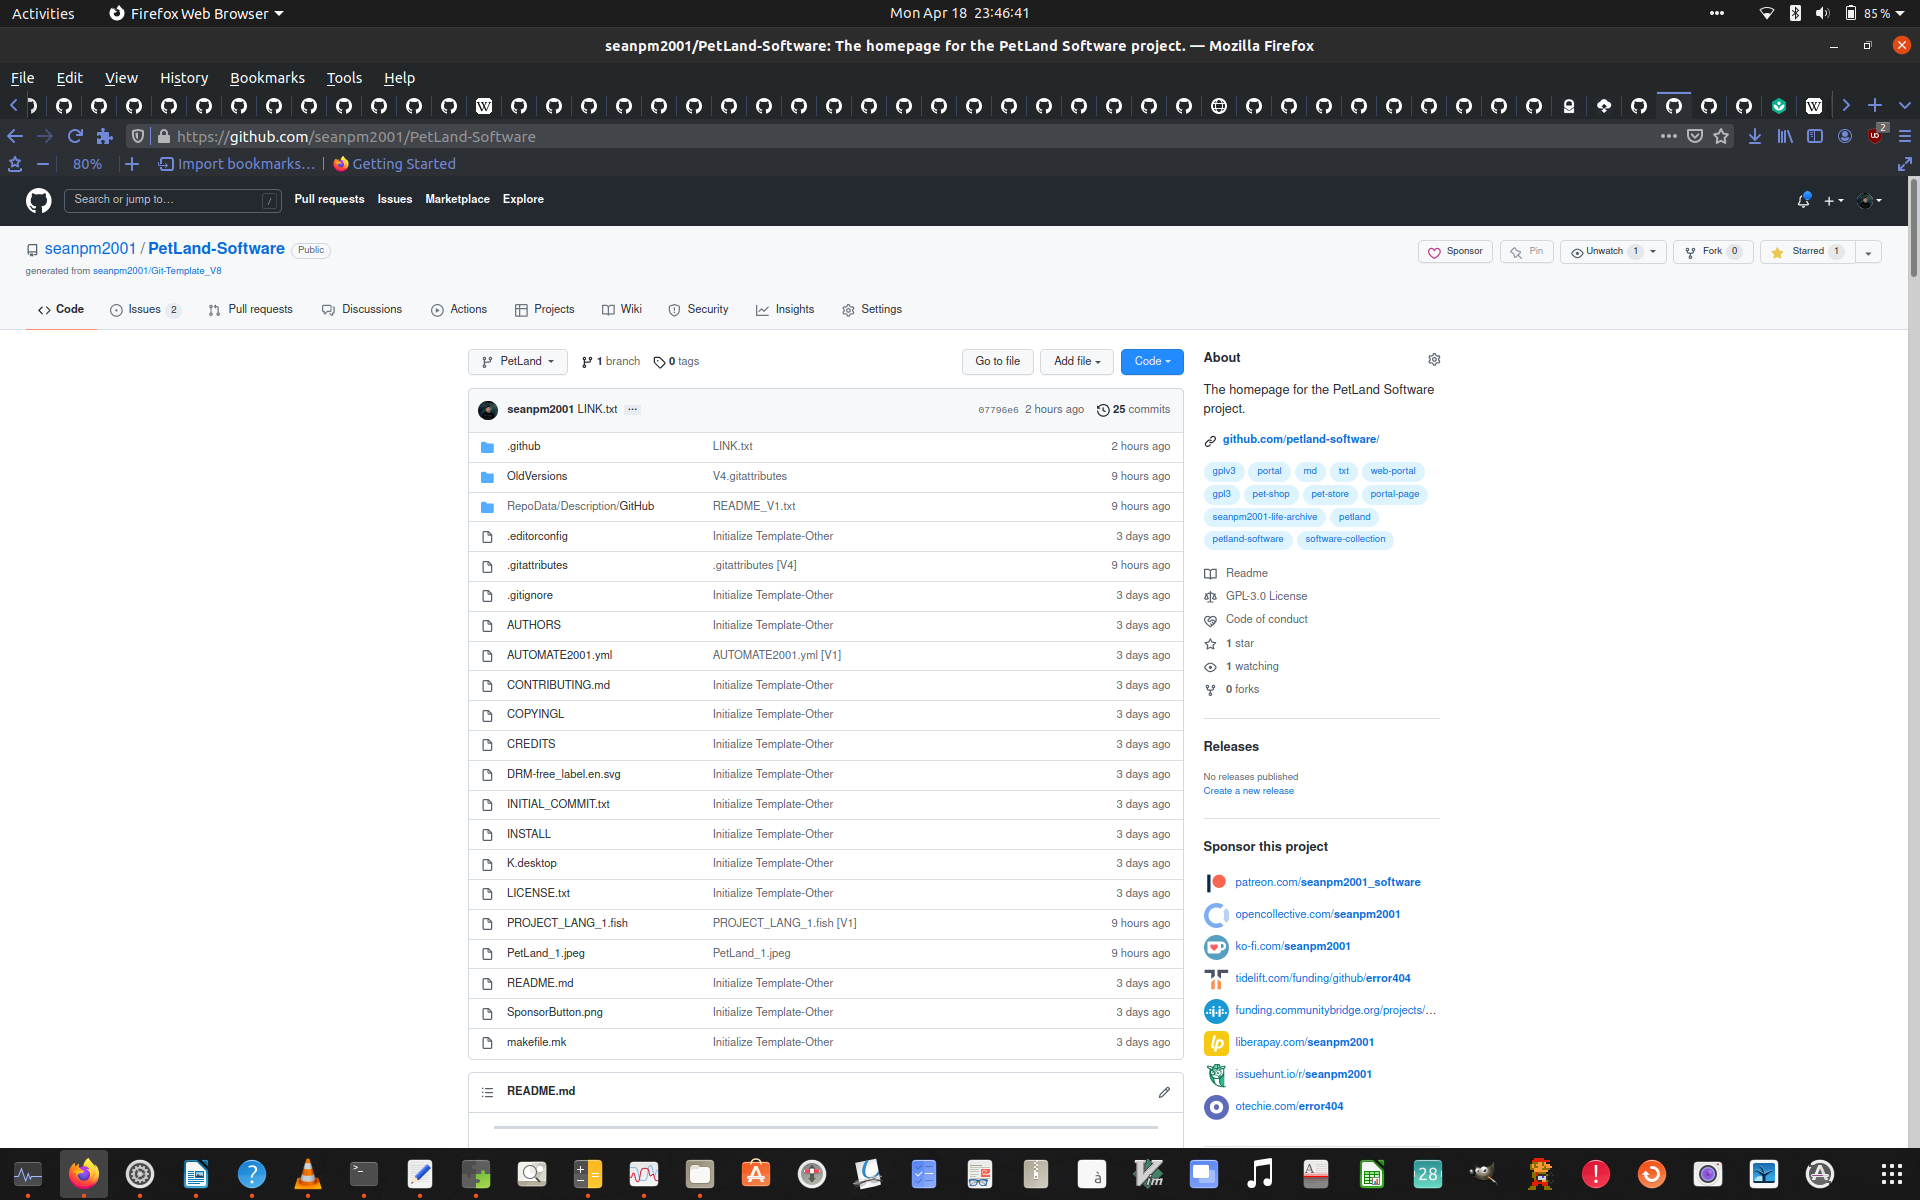 Activities Firefox Web Browser Mon Apr 18 23:46:41 85 %
seanpm2001/PetLand-Software: The homepage for the PetLand Software project. — Mozilla Firefox
File Edit View History Bookmarks Tools Help
https://github.com/seanpm2001/PetLand-Software 2
80% Import bookmarks... Getting Started
Search or jump to... / Pull requests Issues Marketplace Explore
seanpm2001 / PetLand-Software Public Sponsor Pin Unwatch 1 Fork 0 Starred 1
generated from seanpm2001/Git-Template_V8
Code Issues 2 Pull requests Discussions Actions Projects Wiki Security Insights Settings
PetLand 1 branch 0 tags Go to file Add file Code
seanpm2001 LINK.txt ... 07796e6 2 hours ago 25 commits
.github LINK.txt 2 hours ago
OldVersions V4.gitattributes 9 hours ago
RepoData/Description/GitHub README_V1.txt 9 hours ago
.editorconfig Initialize Template-Other 3 days ago
.gitattributes .gitattributes [V4] 9 hours ago
.gitignore Initialize Template-Other 3 days ago
AUTHORS Initialize Template-Other 3 days ago
AUTOMATE2001.yml AUTOMATE2001.yml [V1] 3 days ago
CONTRIBUTING.md Initialize Template-Other 3 days ago
COPYINGL Initialize Template-Other 3 days ago
CREDITS Initialize Template-Other 3 days ago
DRM-free_label.en.svg Initialize Template-Other 3 days ago
INITIAL_COMMIT.txt Initialize Template-Other 3 days ago
INSTALL Initialize Template-Other 3 days ago
K.desktop Initialize Template-Other 3 days ago
LICENSE.txt Initialize Template-Other 3 days ago
PROJECT_LANG_1.fish PROJECT_LANG_1.fish [V1] 9 hours ago
PetLand_1.jpeg PetLand_1.jpeg 9 hours ago
README.md Initialize Template-Other 3 days ago
SponsorButton.png Initialize Template-Other 3 days ago
makefile.mk Initialize Template-Other 3 days ago
README.md
About
The homepage for the PetLand Software
project.
github.com/petland-software/
gplv3 portal md txt web-portal
gpl3 pet-shop pet-store portal-page
seanpm2001-life-archive petland
petland-software software-collection
Readme
GPL-3.0 License
Code of conduct
1 star
1 watching
0 forks
Releases
No releases published
Create a new release
Sponsor this project
patreon.com/seanpm2001_software
opencollective.com/seanpm2001
ko-fi.com/seanpm2001
tidelift.com/funding/github/error404
funding.communitybridge.org/projects/...
liberapay.com/seanpm2001
issuehunt.io/r/seanpm2001
otechie.com/error404
28